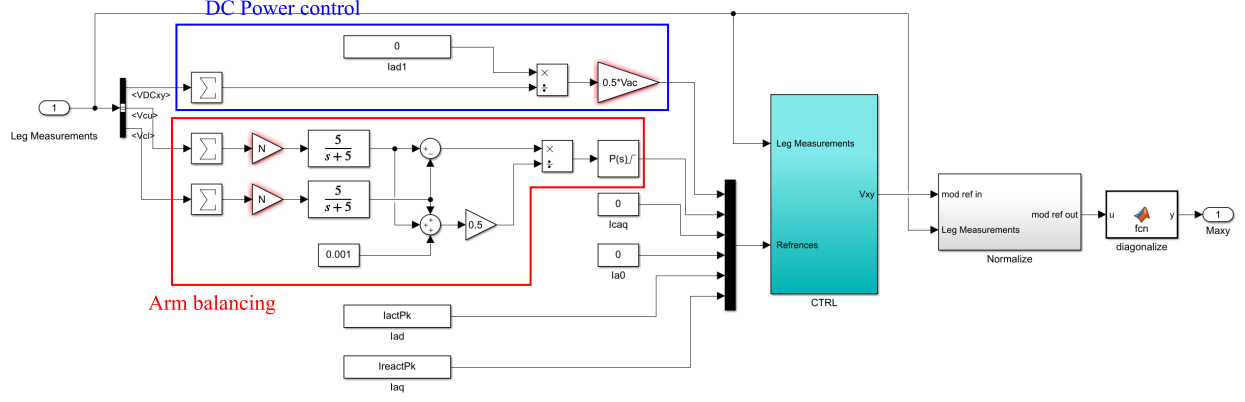 DC Power control
0
Iad1
×
÷
0.5*Vac
1
Leg Measurements
<VDCxy>
<Vcu>
<Vcl>
∑
∑
N
5
s+5
+
−
×
÷
P(s)
∑
N
5
s+5
+
+
+
0.5
0.001
Arm balancing
0
Icaq
0
Ia0
IactPk
Iad
IreactPk
Iaq
Leg Measurements
Vxy
Refrences
CTRL
mod ref in
mod ref out
Leg Measurements
Normalize
u
y
fcn
diagonalize
1
Maxy